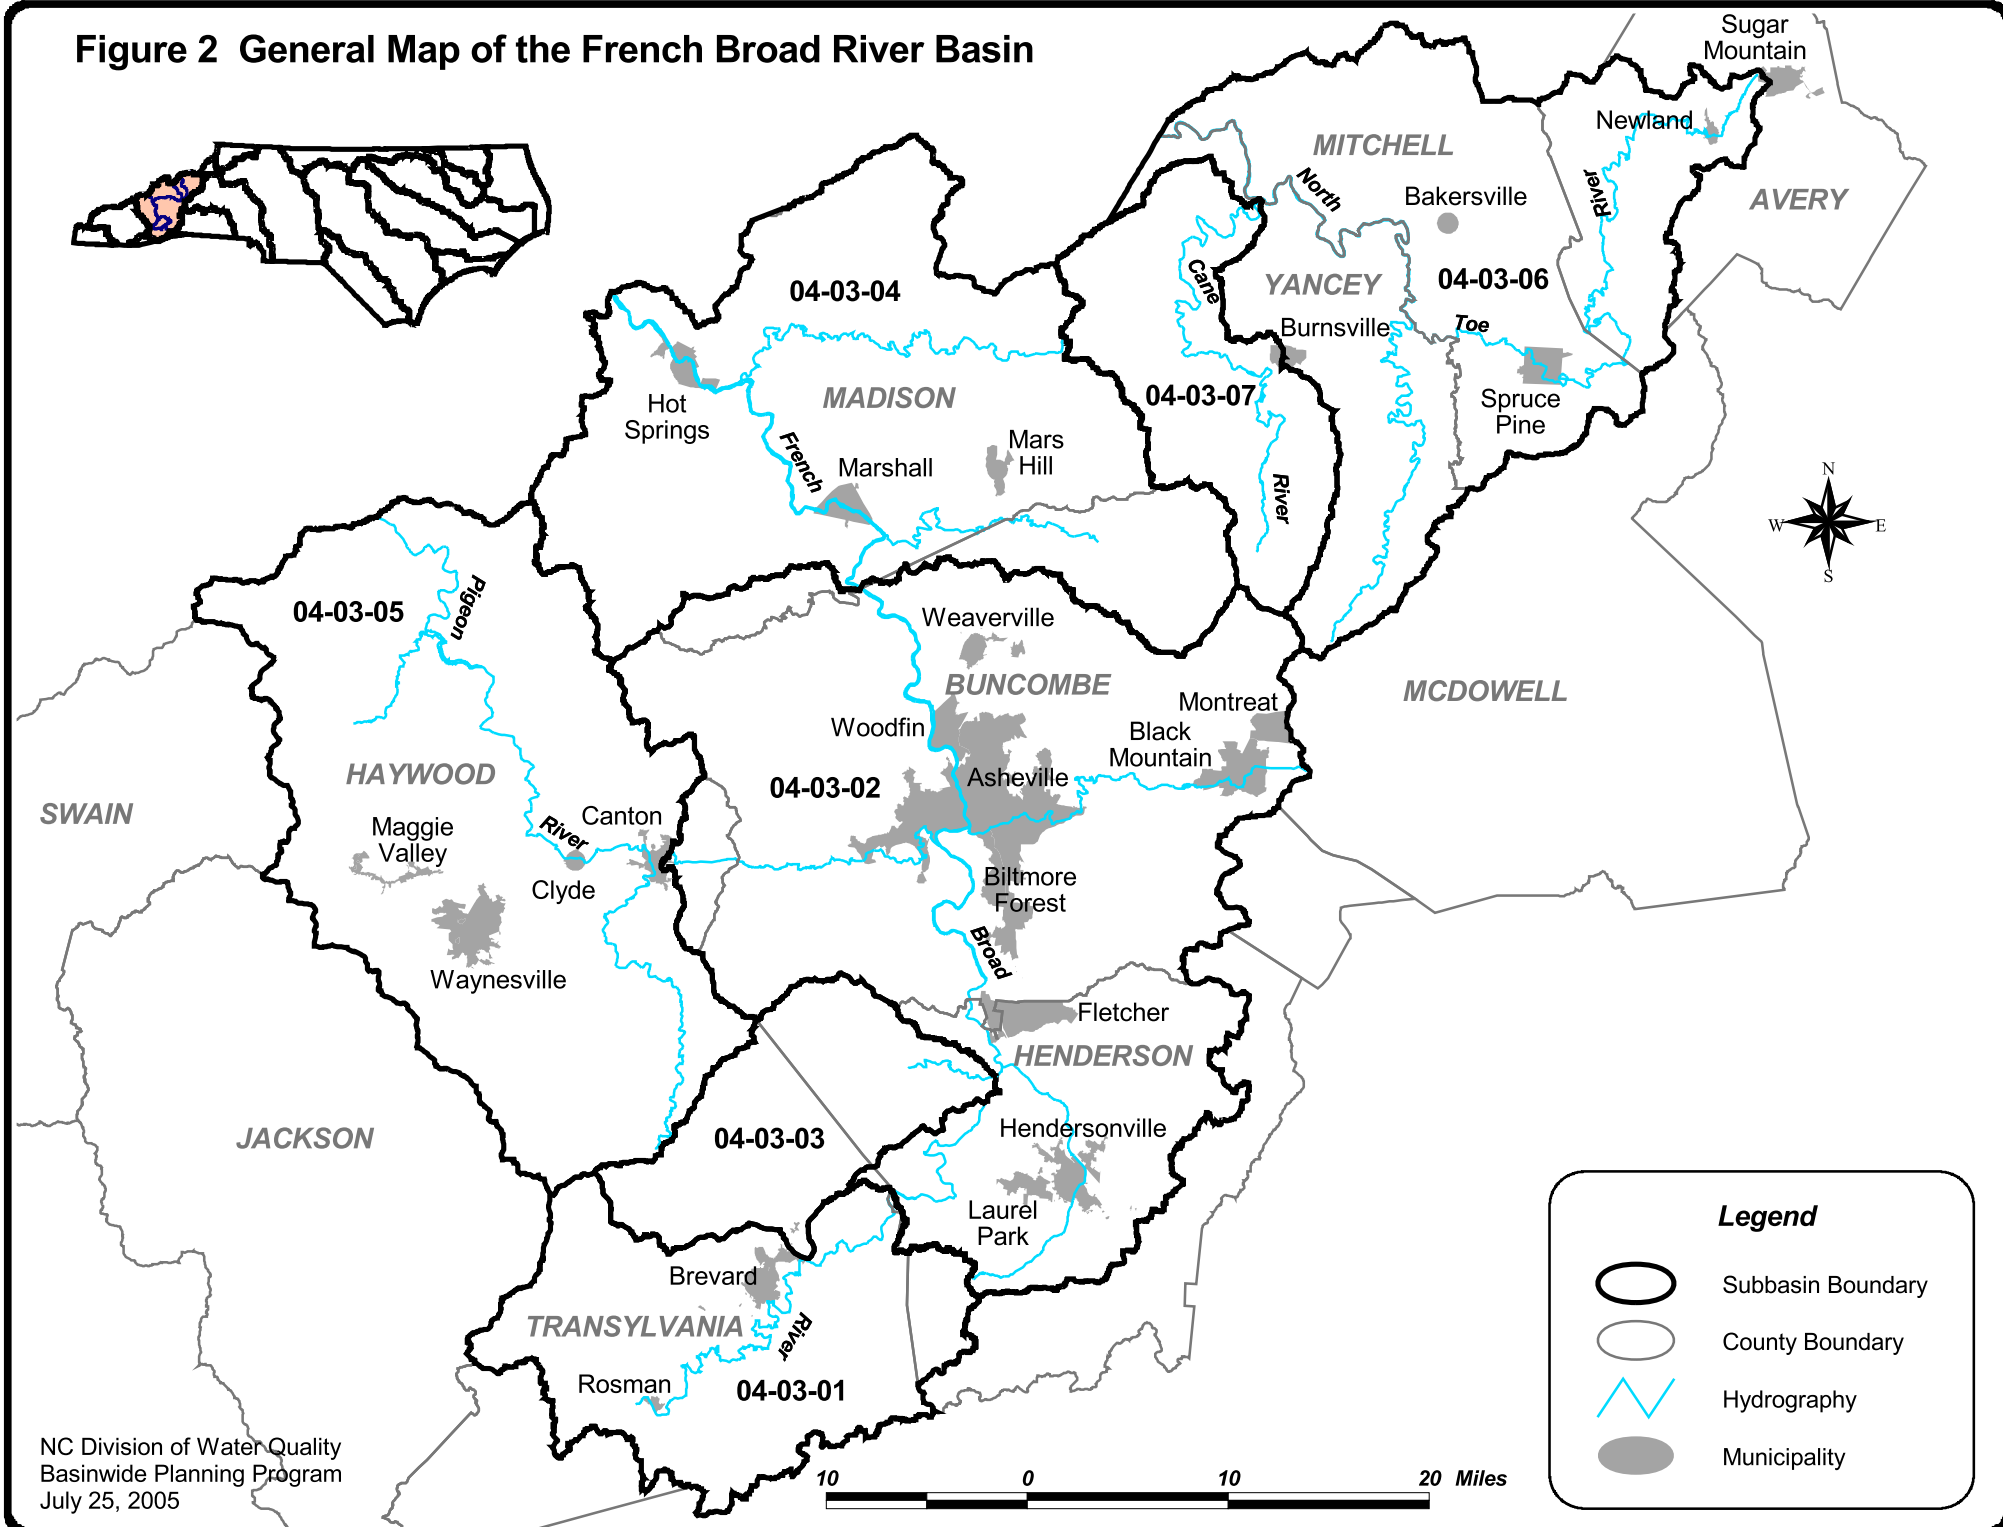 Figure 2  General Map of the French Broad River Basin
Sugar
Mountain
Newland
MITCHELL
North
Bakersville
River
AVERY
04-03-04
Cane
YANCEY
04-03-06
Burnsville
Toe
Hot
Springs
MADISON
04-03-07
Spruce
Pine
French
Marshall
Mars
Hill
River
N
W
E
S
04-03-05
Pigeon
Weaverville
BUNCOMBE
Montreat
MCDOWELL
Woodfin
Black
Mountain
HAYWOOD
04-03-02
Asheville
SWAIN
Maggie
Valley
River
Canton
Clyde
Biltmore
Forest
Waynesville
Broad
Fletcher
HENDERSON
JACKSON
04-03-03
Hendersonville
Laurel
Park
Brevard
TRANSYLVANIA
River
Rosman
04-03-01
Legend
Subbasin Boundary
County Boundary
Hydrography
Municipality
NC Division of Water Quality
Basinwide Planning Program
July 25, 2005
10 0 10 20 Miles